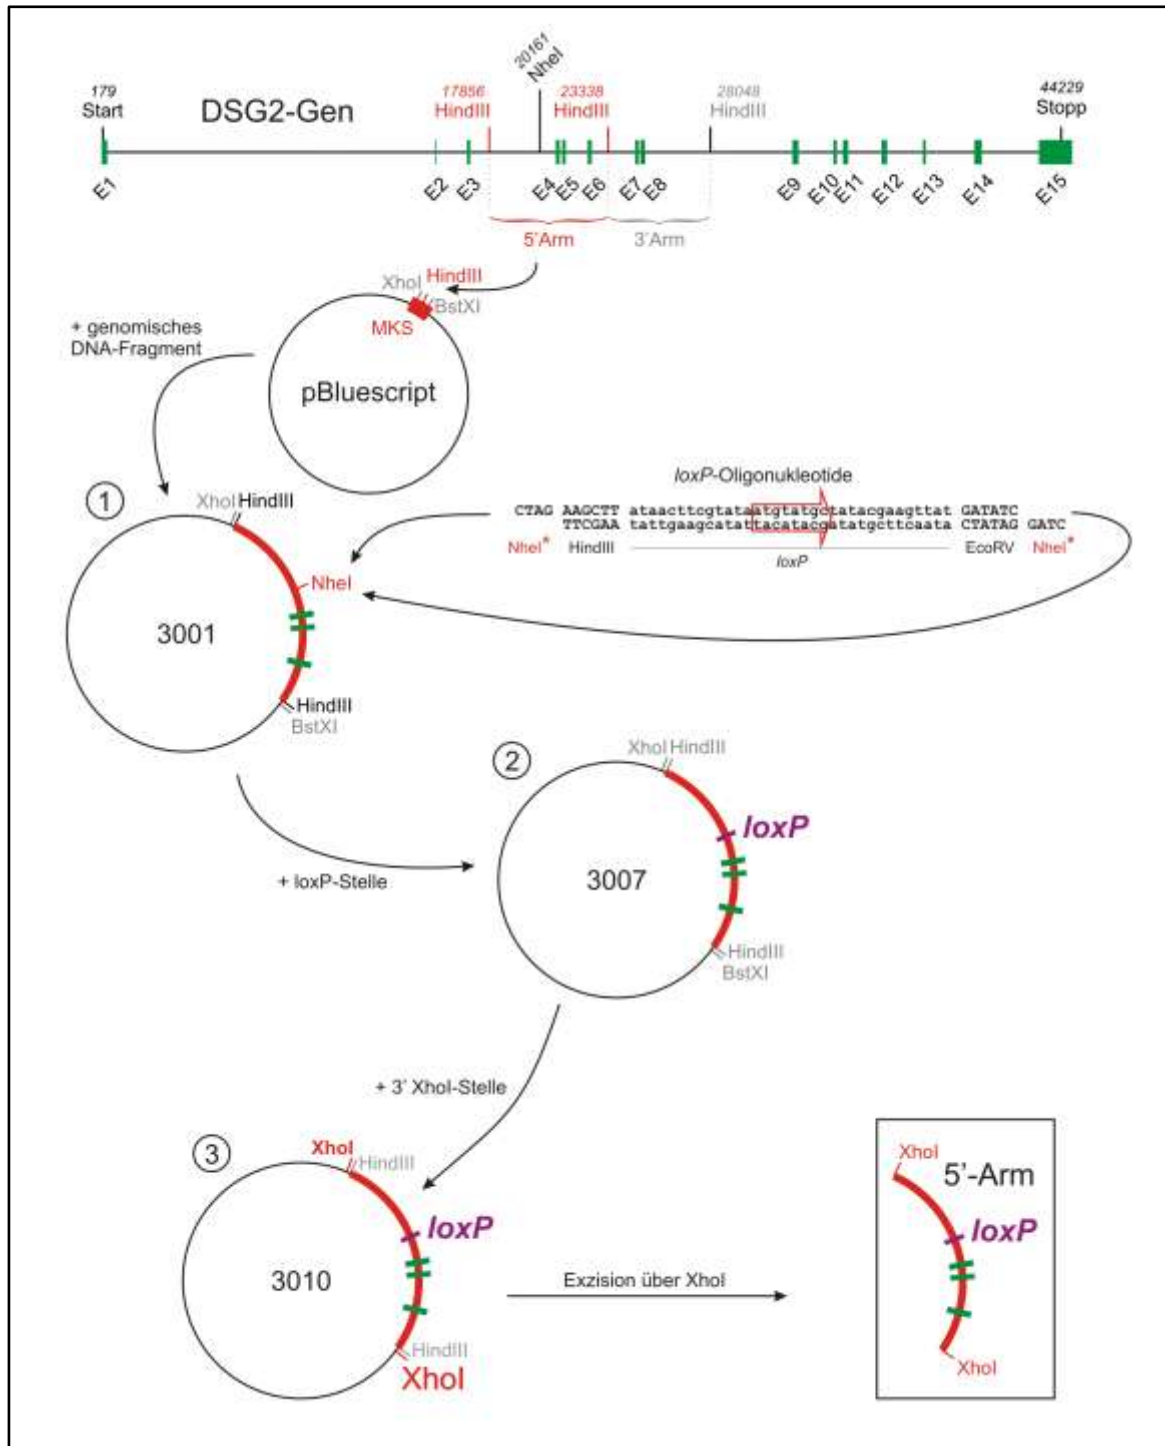 179
Start
DSG2-Gen
17856
HindIII
20161
NheI
23338
HindIII
28048
HindIII
44229
Stopp
E1
E2
E3
E4
E5
E6
E7
E8
E9
E10
E11
E12
E13
E14
E15
5'Arm
3'Arm
XhoI
HindIII
BstXI
MKS
pBluescript
+ genomisches
DNA-Fragment
1
XhoI HindIII
NheI
3001
HindIII
BstXI
loxP-Oligonukleotide
CTAG AAGCTT ataacttcgtataatgtatgctatacgaagttat GATATC
TTCGAA tattgaagcatattacatacgatatgcttcaata CTATAG GATC
NheI* HindIII loxP EcoRV NheI*
+ loxP-Stelle
2
XhoI HindIII
loxP
3007
HindIII
BstXI
+ 3' XhoI-Stelle
3
XhoI
HindIII
loxP
3010
HindIII
XhoI
Exzision über XhoI
XhoI
5'-Arm
loxP
XhoI